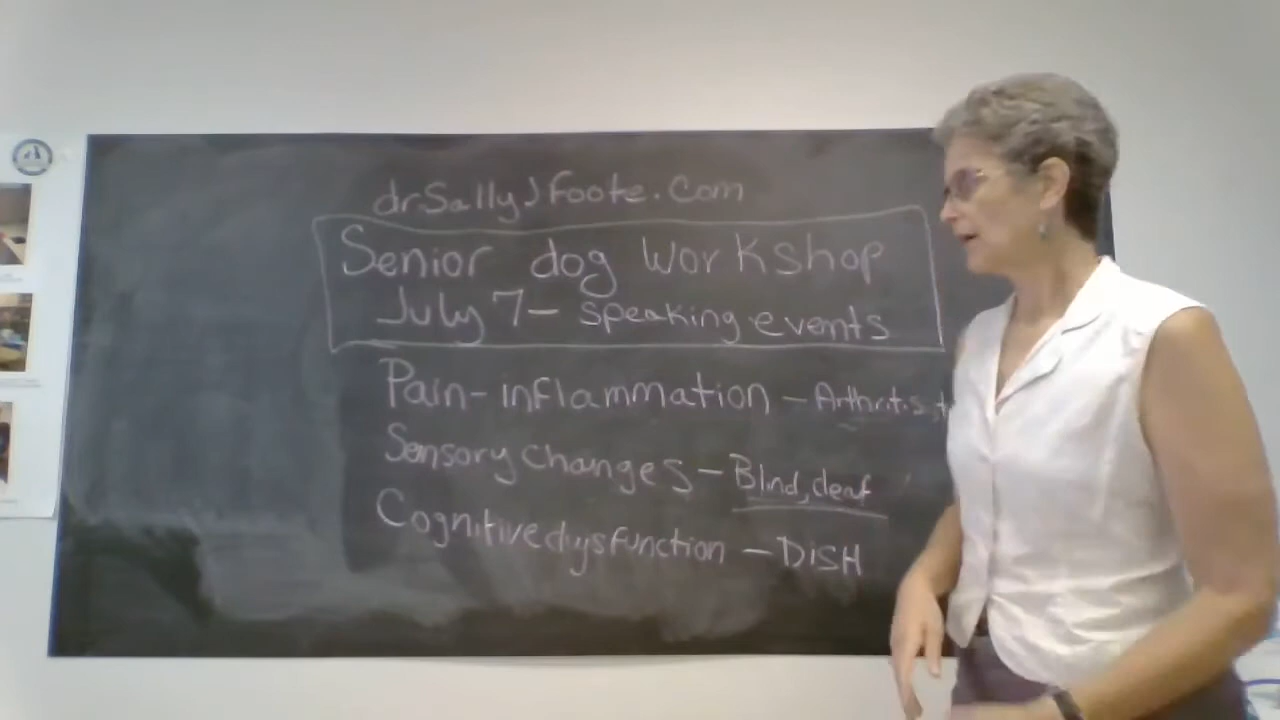 drSallyJFoote.com
Senior dog Workshop
July 7- speaking events
Pain- inflammation - Arthritis,
Sensory changes - Blind, deaf
Cognitive dysfunction - DISH